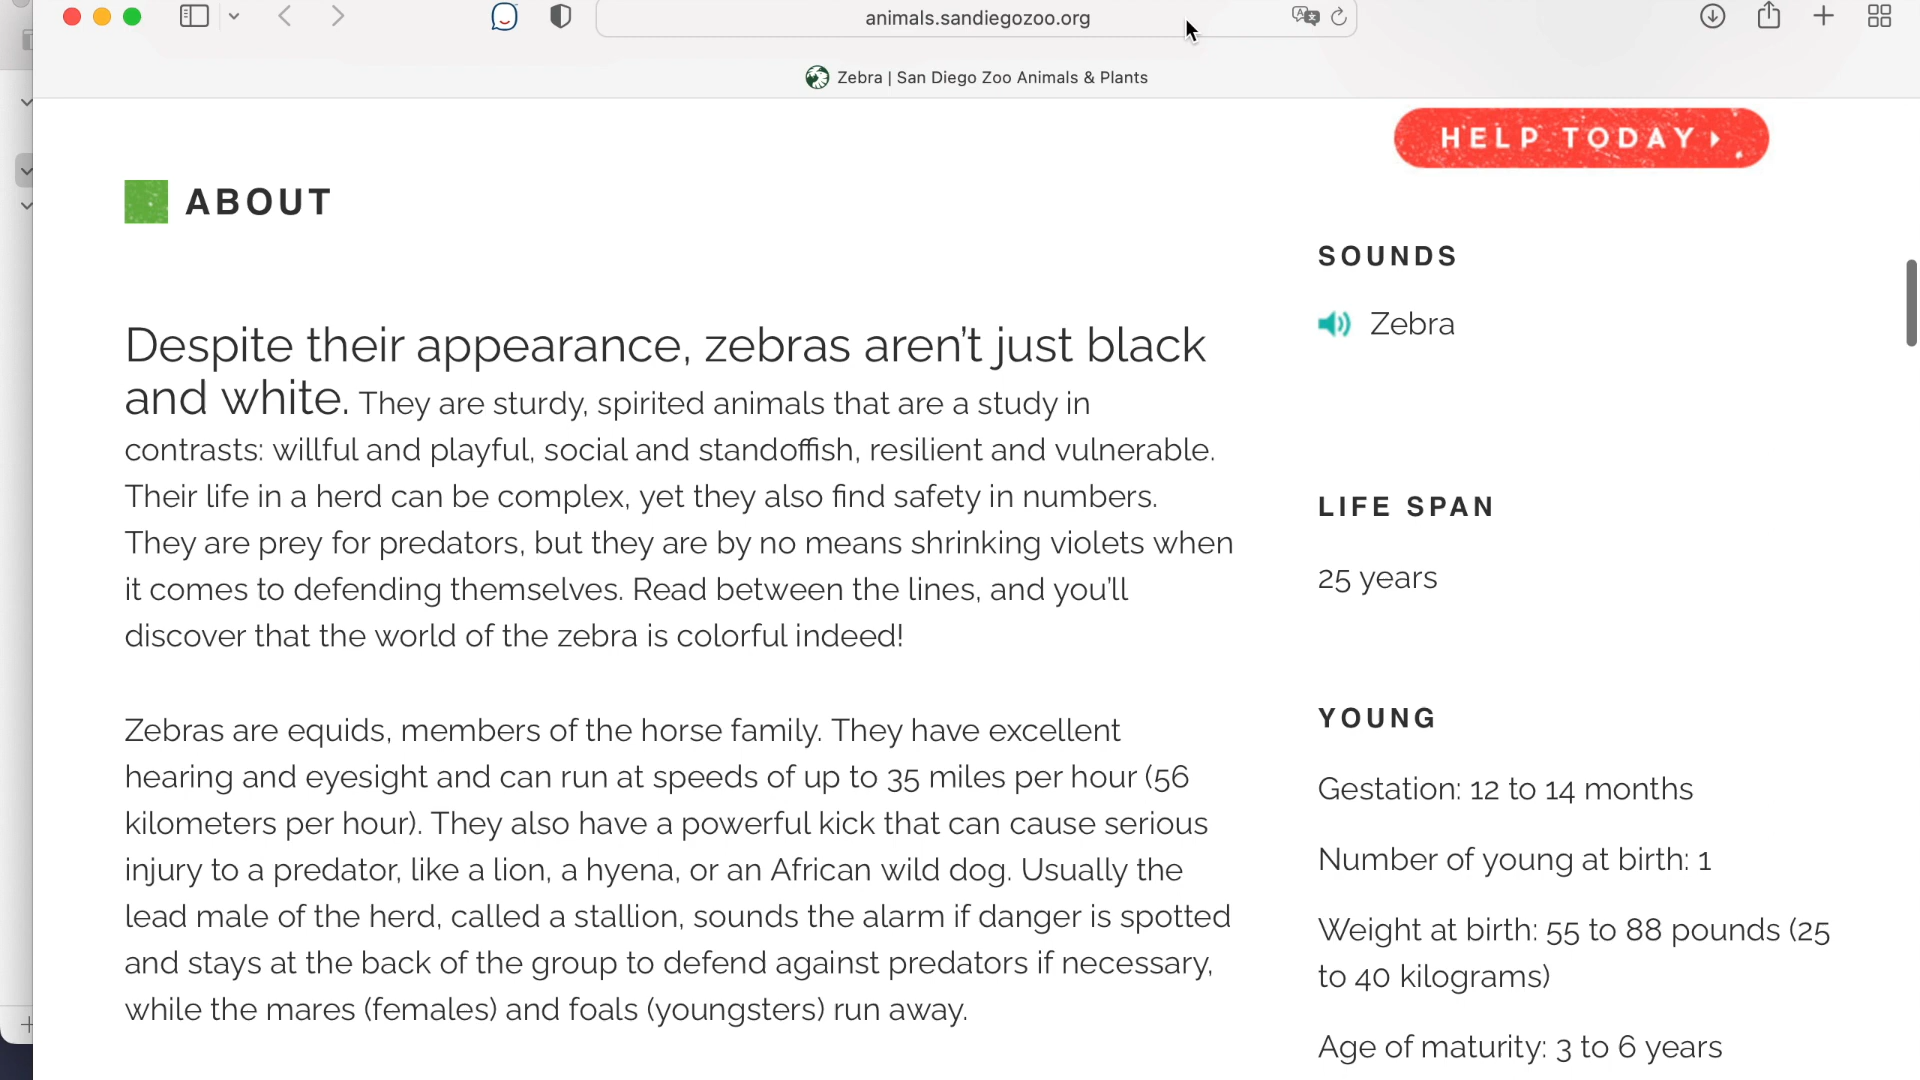 animals.sandiegozoo.org
Zebra | San Diego Zoo Animals & Plants
HELP TODAY
ABOUT
Despite their appearance, zebras aren't just black
and white. They are sturdy, spirited animals that are a study in
contrasts: willful and playful, social and standoffish, resilient and vulnerable.
Their life in a herd can be complex, yet they also find safety in numbers.
They are prey for predators, but they are by no means shrinking violets when
it comes to defending themselves. Read between the lines, and you'll
discover that the world of the zebra is colorful indeed!
Zebras are equids, members of the horse family. They have excellent
hearing and eyesight and can run at speeds of up to 35 miles per hour (56
kilometers per hour). They also have a powerful kick that can cause serious
injury to a predator, like a lion, a hyena, or an African wild dog. Usually the
lead male of the herd, called a stallion, sounds the alarm if danger is spotted
and stays at the back of the group to defend against predators if necessary,
while the mares (females) and foals (youngsters) run away.
SOUNDS
Zebra
LIFE SPAN
25 years
YOUNG
Gestation: 12 to 14 months
Number of young at birth: 1
Weight at birth: 55 to 88 pounds (25
to 40 kilograms)
Age of maturity: 3 to 6 years